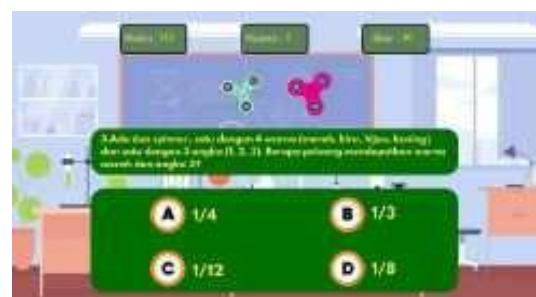 3.Ada dua spinner, satu dengan 4 warna (merah, biru, hijau, kuning)
dan satu dengan 3 angka (1, 2, 3). Berapa peluang mendapatkan warna
merah dan angka 2?
A 1/4
B 1/3
C 1/12
D 1/8